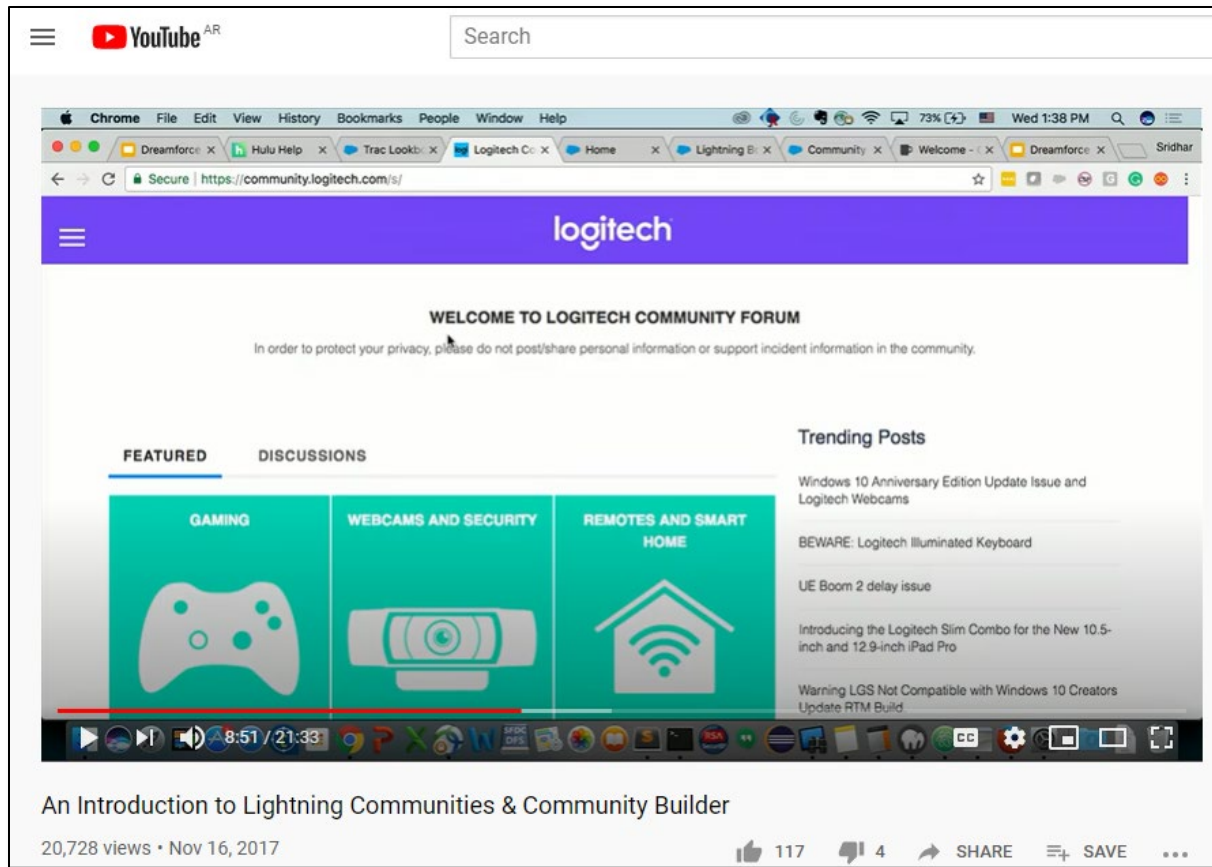 YouTube AR
Search
Chrome File Edit View History Bookmarks People Window Help 73% Wed 1:38 PM
Dreamforce Hulu Help Trac Lookb Logitech Co Home Lightning B Community Welcome - Dreamforce Sridhar
Secure | https://community.logitech.com/s/
logitech
WELCOME TO LOGITECH COMMUNITY FORUM
In order to protect your privacy, please do not post/share personal information or support incident information in the community.
FEATURED DISCUSSIONS
GAMING
WEBCAMS AND SECURITY
REMOTES AND SMART
HOME
Trending Posts
Windows 10 Anniversary Edition Update Issue and
Logitech Webcams
BEWARE: Logitech Illuminated Keyboard
UE Boom 2 delay issue
Introducing the Logitech Slim Combo for the New 10.5-
inch and 12.9-inch iPad Pro
Warning LGS Not Compatible with Windows 10 Creators
Update RTM Build.
8:51 / 21:33
SFDC
DFS
RSA
CC
An Introduction to Lightning Communities & Community Builder
20,728 views • Nov 16, 2017
117 4 SHARE SAVE